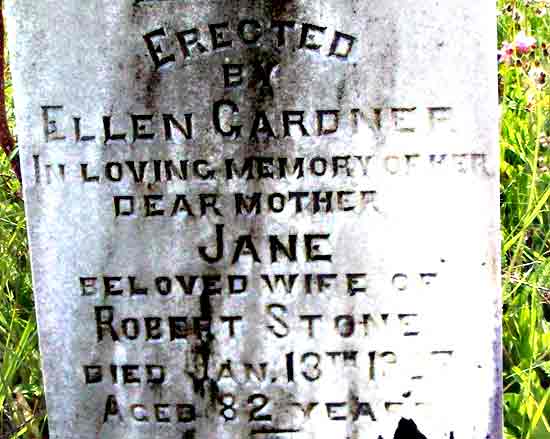 ERECTED
BY
ELLEN GARDNER
IN LOVING MEMORY OF HER
DEAR MOTHER
JANE
BELOVED WIFE OF
ROBERT STONE
DIED JAN. 13TH
AGED 82 YEARS